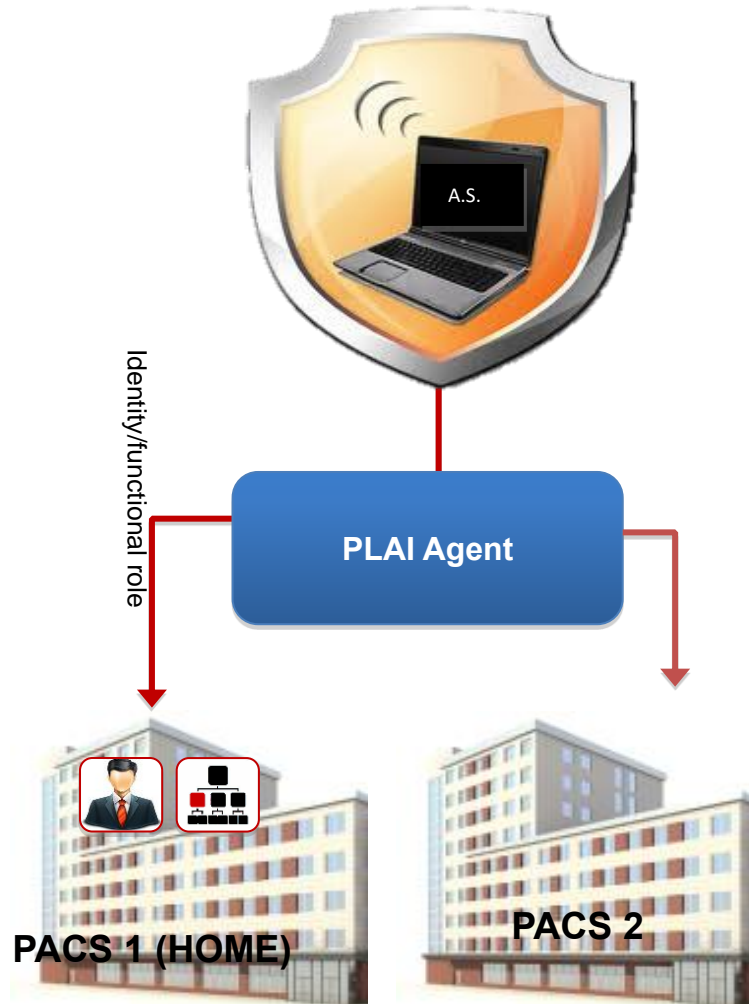 A.S.
Identity/functional role
PLAI Agent
PACS 1 (HOME)
PACS 2